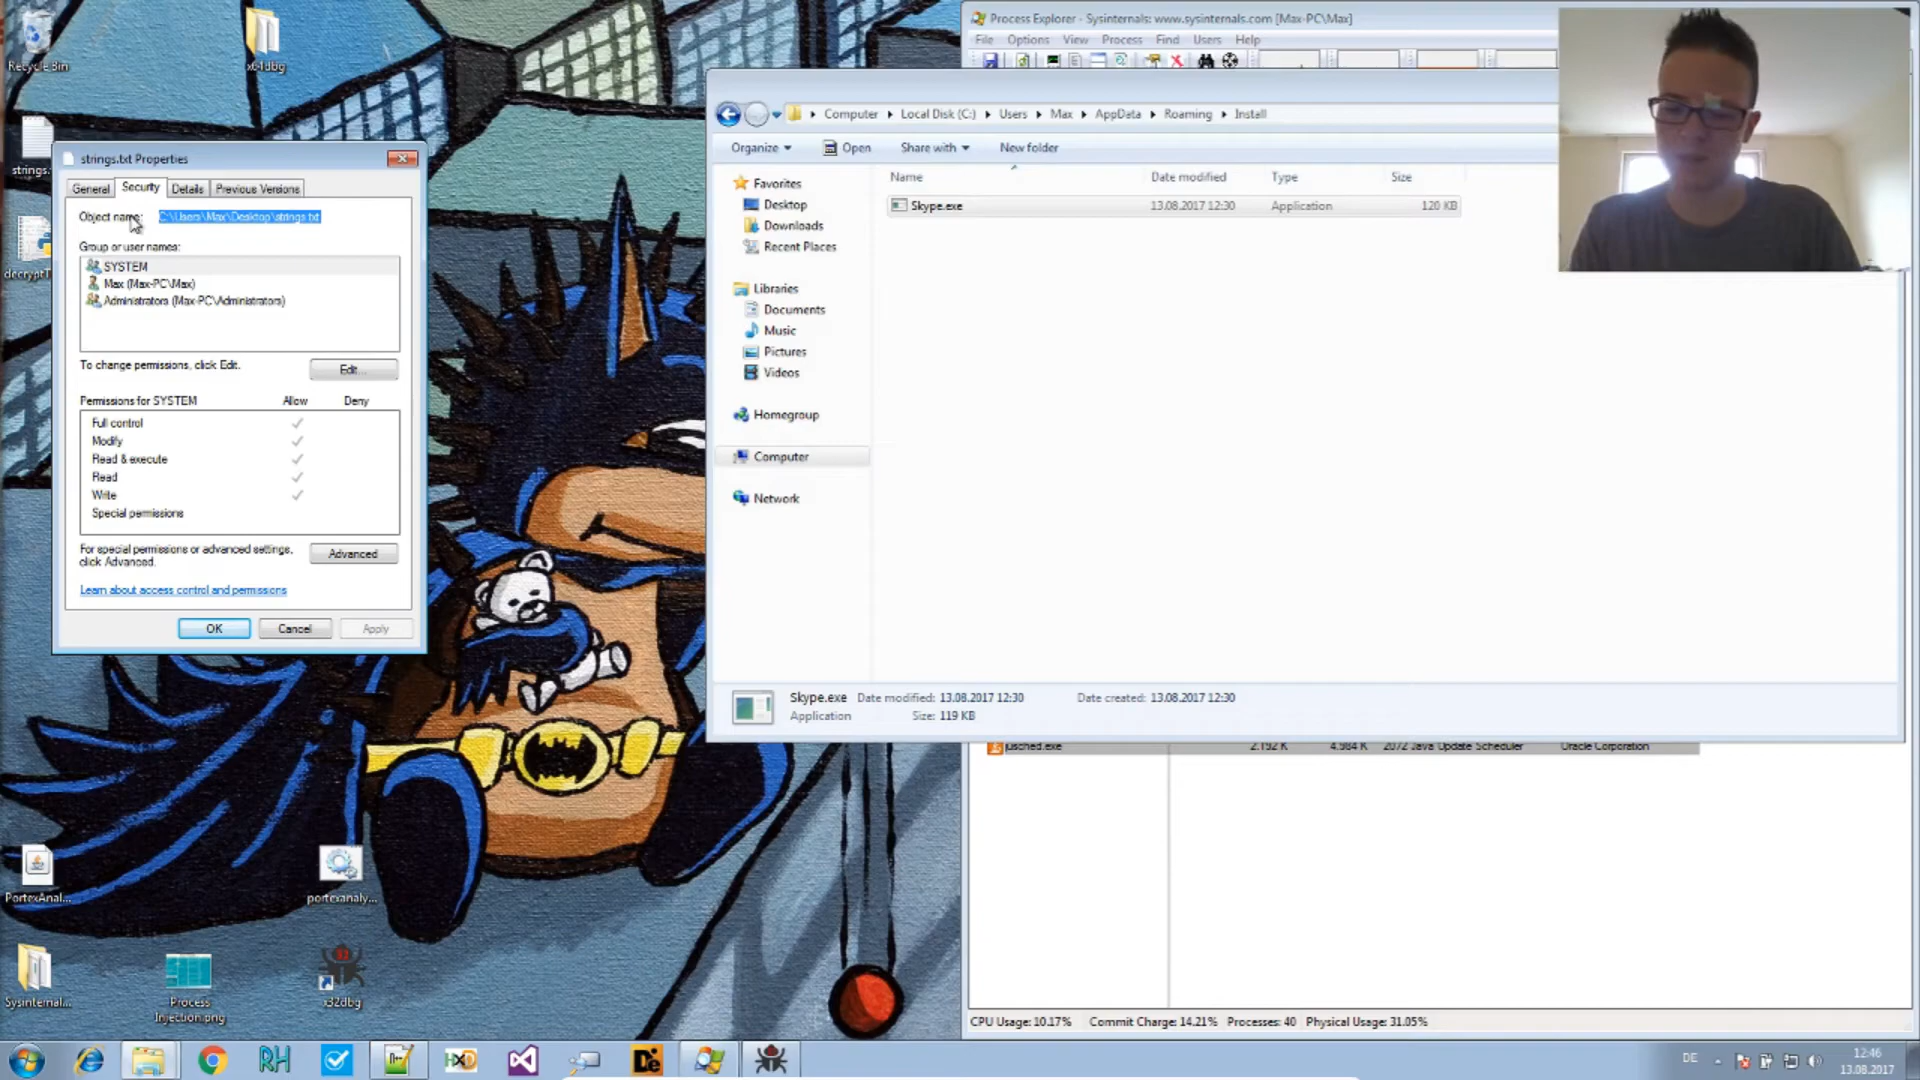 Recycle Bin
x64dbg
strings.
decryptT
strings.txt Properties
General
Security
Details
Previous Versions
Object name:
C:\Users\Max\Desktop\strings.txt
Group or user names:
SYSTEM
Max (Max-PC\Max)
Administrators (Max-PC\Administrators)
To change permissions, click Edit.
Edit...
Permissions for SYSTEM
Allow
Deny
Full control
Modify
Read & execute
Read
Write
Special permissions
For special permissions or advanced settings,
click Advanced.
Advanced
Learn about access control and permissions
OK
Cancel
Apply
PortexAnal...
portexanaly...
Sysinternal...
Process
Injection.png
x32dbg
Process Explorer - Sysinternals: www.sysinternals.com [Max-PC\Max]
File Options View Process Find Users Help
Computer Local Disk (C:) Users Max AppData Roaming Install
Organize Open Share with New folder
Favorites
Desktop
Downloads
Recent Places
Libraries
Documents
Music
Pictures
Videos
Homegroup
Computer
Network
Name Date modified Type Size
Skype.exe 13.08.2017 12:30 Application 120 KB
Skype.exe Date modified: 13.08.2017 12:30 Date created: 13.08.2017 12:30
Application Size: 119 KB
jusched.exe 2.192 K 4.984 K 2072 Java Update Scheduler Oracle Corporation
CPU Usage: 10.17% Commit Charge: 14.21% Processes: 40 Physical Usage: 31.05%
RH
HXD
De
DE
12:46
13.08.2017